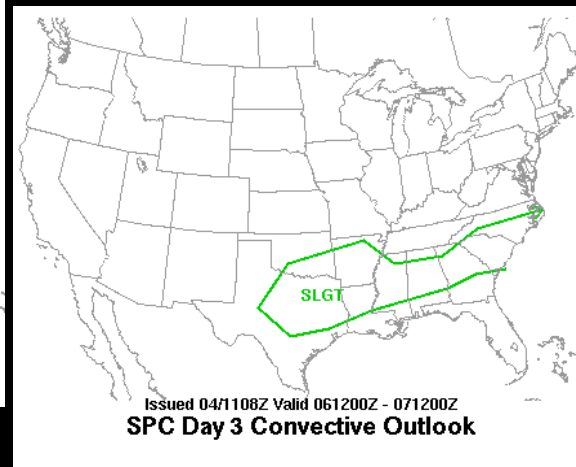 SLGT
Issued 04/1108Z Valid 061200Z - 071200Z
SPC Day 3 Convective Outlook